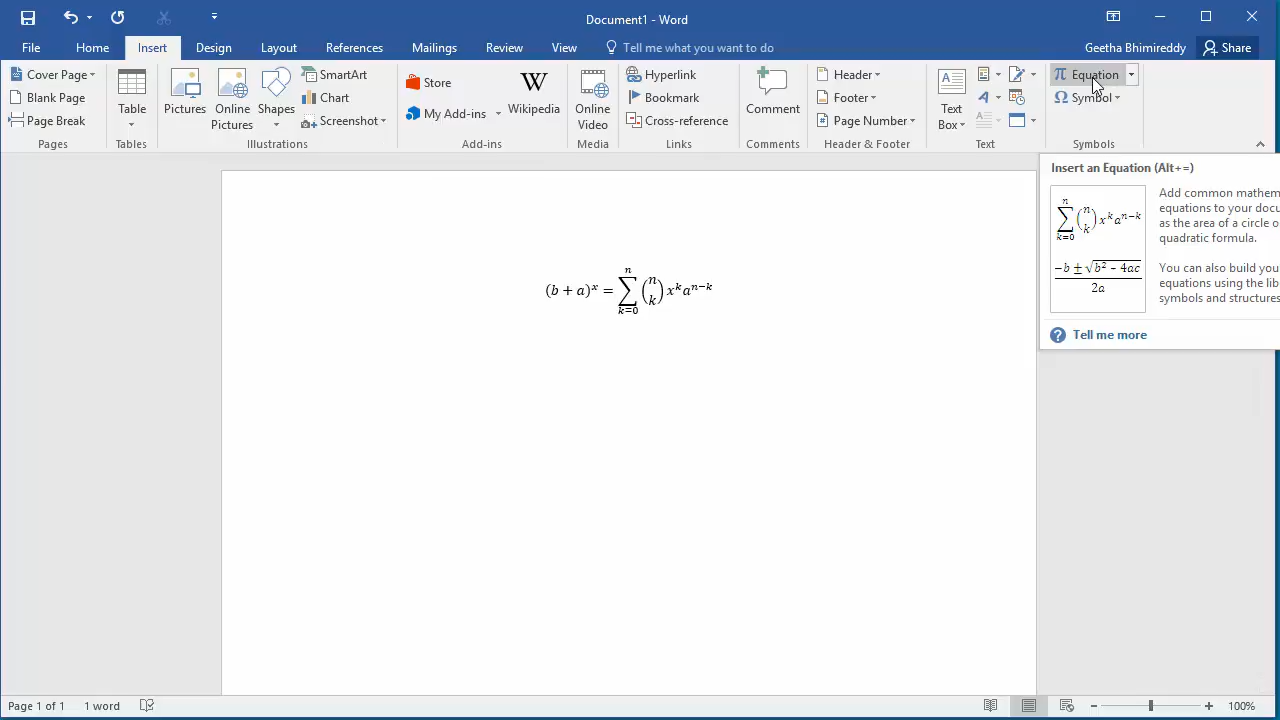 Document1 - Word
File Home Insert Design Layout References Mailings Review View Tell me what you want to do Geetha Bhimireddy Share
Cover Page
Blank Page
Page Break
Pages
Table
Tables
Pictures
Online
Pictures
Shapes
SmartArt
Chart
Screenshot
Illustrations
Store
My Add-ins
W
Wikipedia
Add-ins
Online
Video
Media
Hyperlink
Bookmark
Cross-reference
Links
Comment
Comments
Header
Footer
Page Number
Header & Footer
A
Text
Box
A
A
Text
π Equation
Ω Symbol
Symbols
Insert an Equation (Alt+=)
n
∑ (n k) x^k a^n−k
k=0
−b ± √b² − 4ac
2a
Add common mathem
equations to your docu
as the area of a circle o
quadratic formula.
You can also build you
equations using the lib
symbols and structures
? Tell me more
(b + a)^x = ∑_{k=0}^{n} (n k) x^k a^{n−k}
Page 1 of 1 1 word 100%